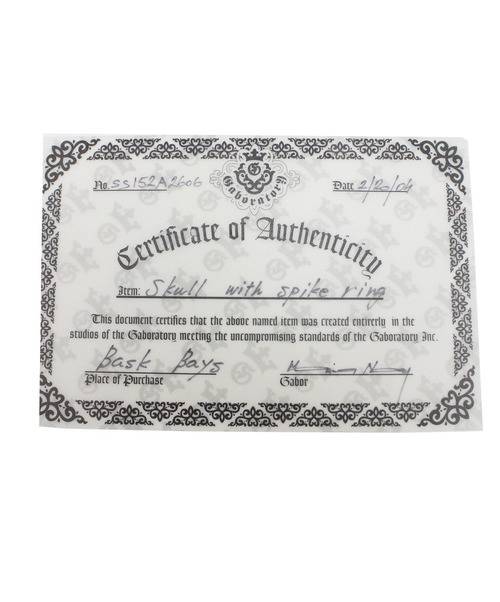 No. SS152A2606
Gaboratory
Date 2/20/04
Certificate of Authenticity
Item: Skull with spike ring
This document certifies that the above named item was created entirerly in the
studios of the Gaboratory meeting the uncompromising standards of the Gaboratory Inc.
Bask Bays
Place of Purchase
Gabor